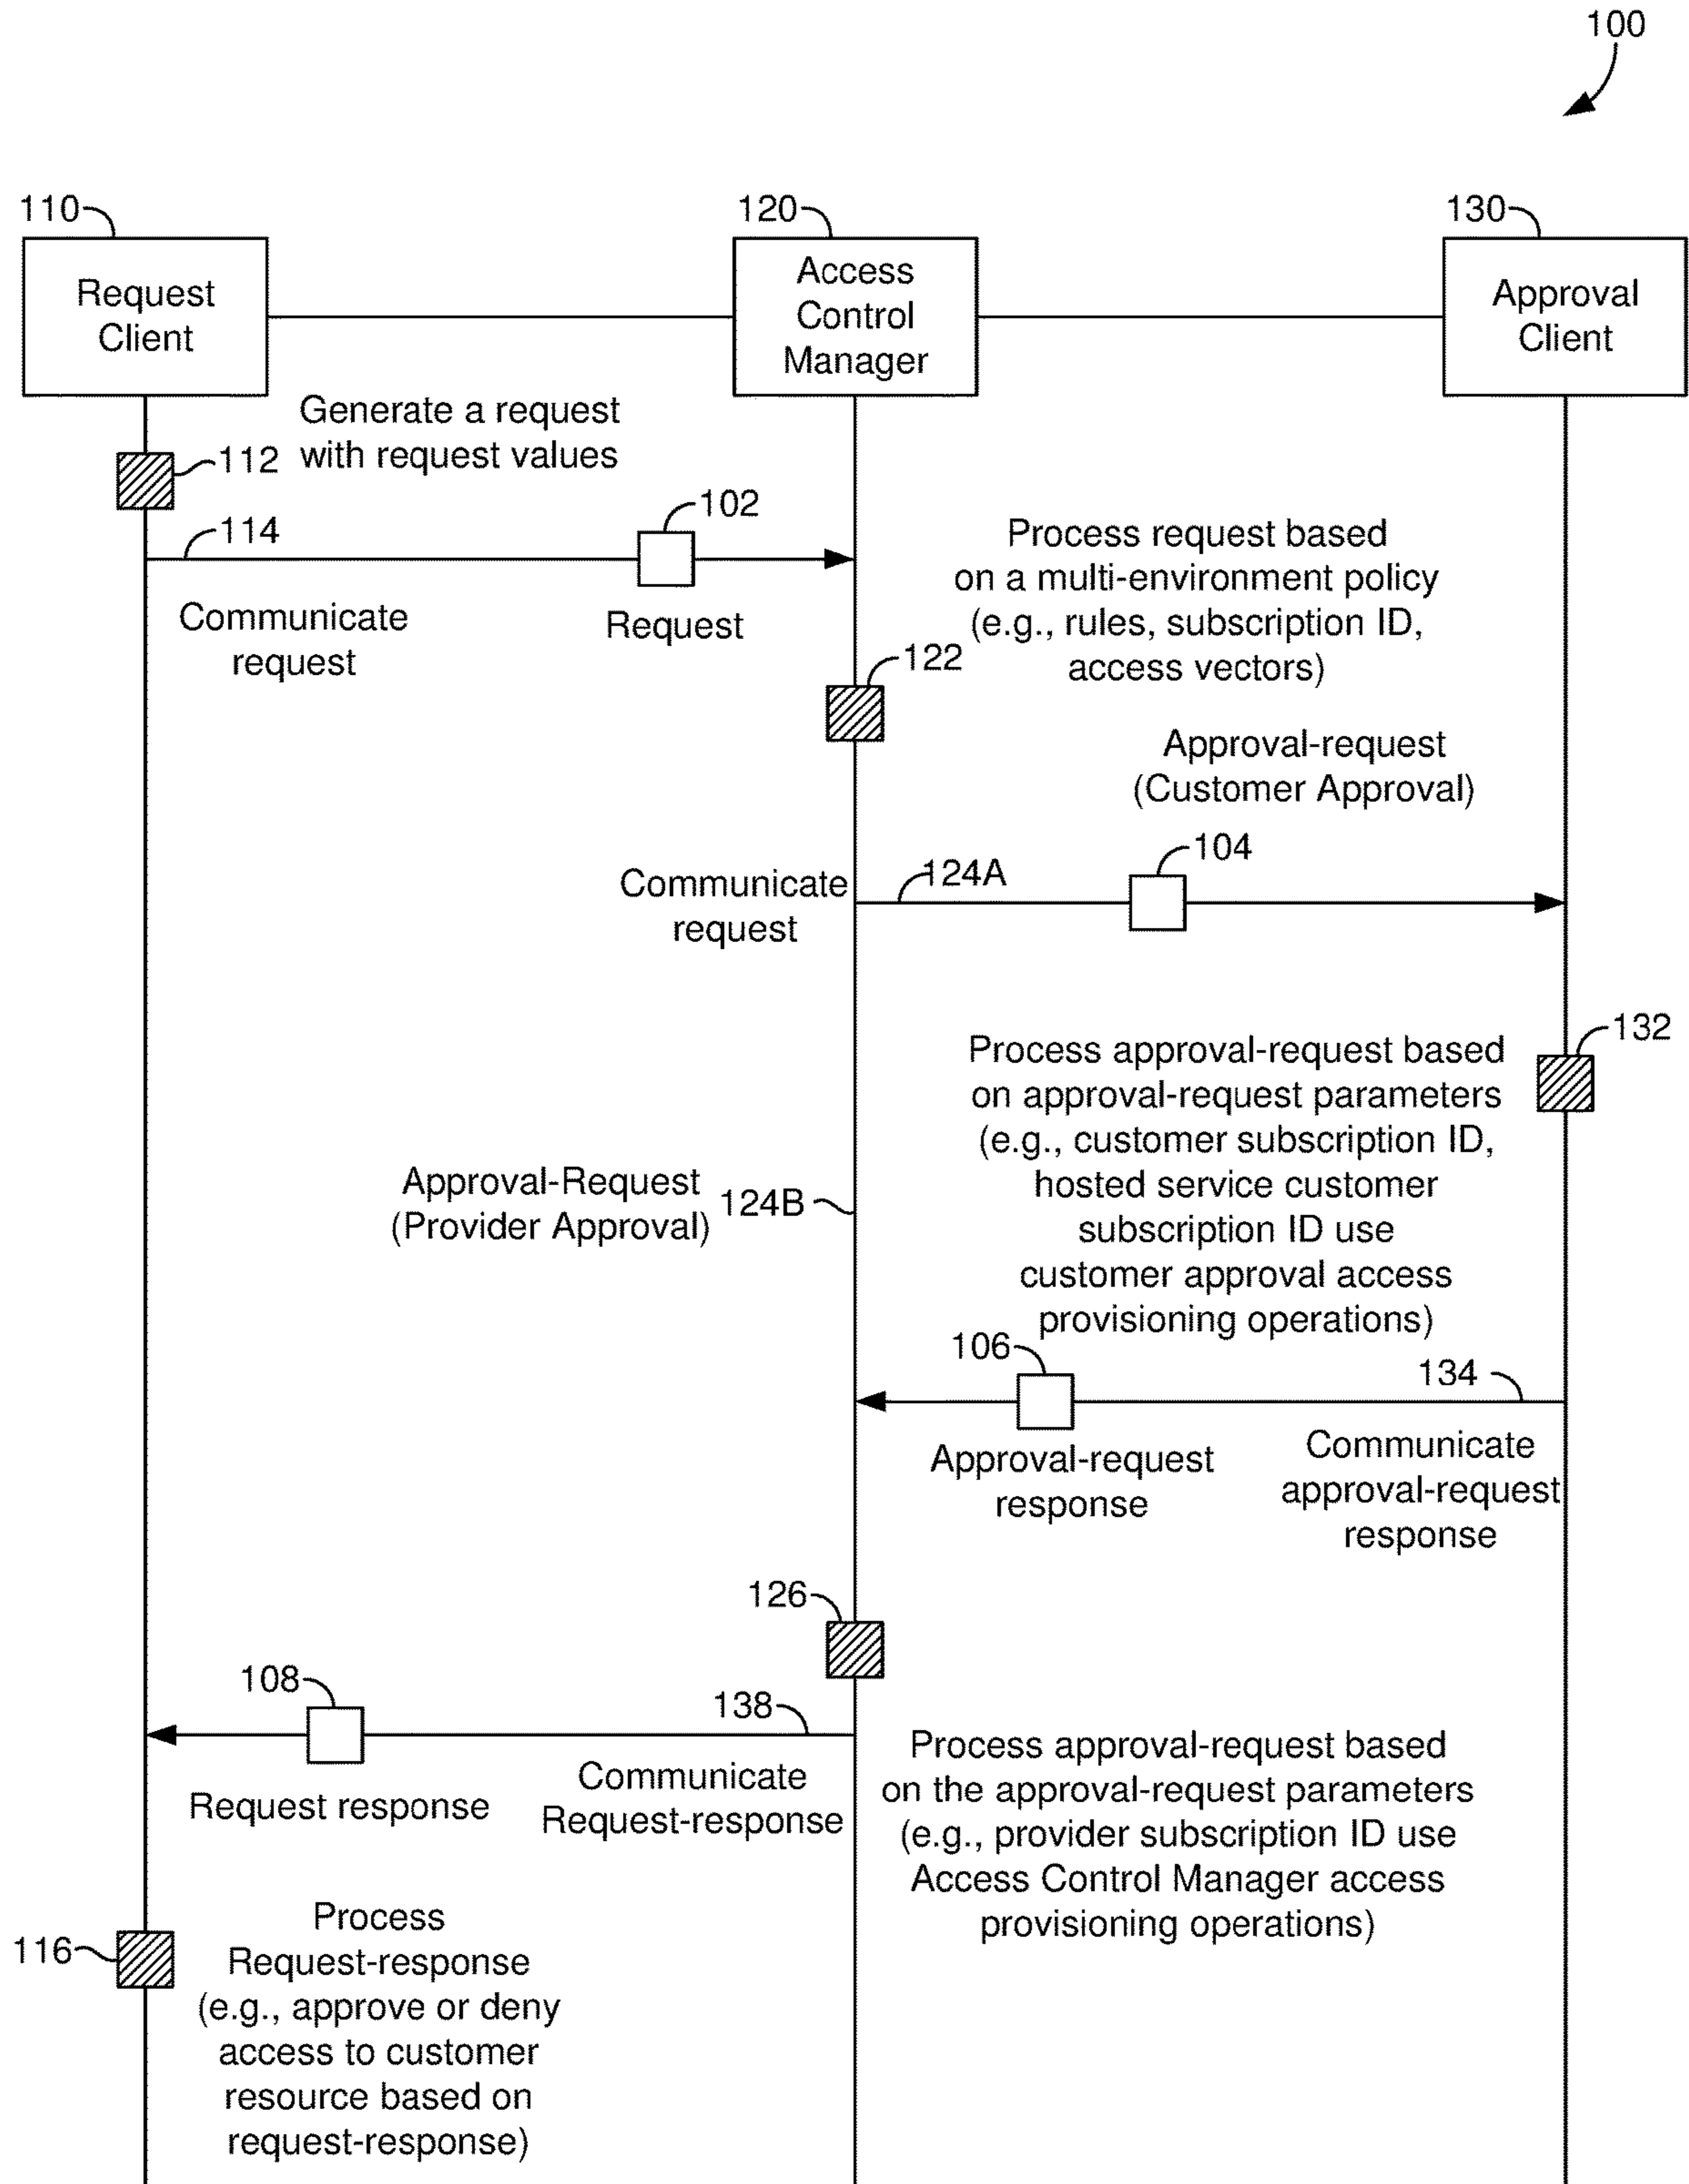 100
110
120
130
Request
Client
Access
Control
Manager
Approval
Client
Generate a request
with request values
112
114
102
Communicate
request
Request
Process request based
on a multi-environment policy
(e.g., rules, subscription ID,
access vectors)
122
Approval-request
(Customer Approval)
104
124A
Communicate
request
132
Process approval-request based
on approval-request parameters
(e.g., customer subscription ID,
hosted service customer
subscription ID use
customer approval access
provisioning operations)
Approval-Request
(Provider Approval)
124B
106
134
Approval-request
response
Communicate
approval-request
response
126
108
138
Request response
Communicate
Request-response
Process approval-request based
on the approval-request parameters
(e.g., provider subscription ID use
Access Control Manager access
provisioning operations)
116
Process
Request-response
(e.g., approve or deny
access to customer
resource based on
request-response)